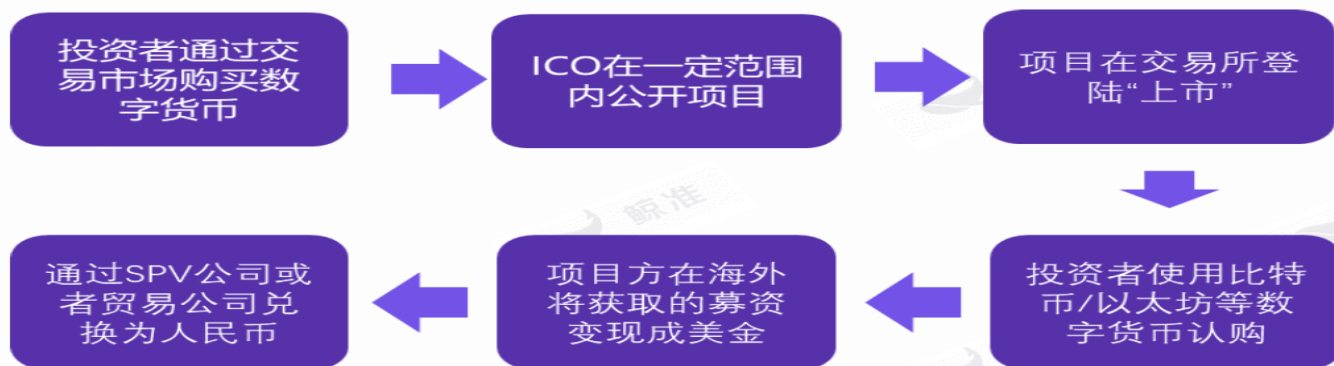 投资者通过交
易市场购买数
字货币
ICO在一定范围
内公开项目
项目在交易所登
陆“上市”
鲸准
投资者使用比特
币/以太坊等数
字货币认购
项目方在海外
将获取的募资
变现成美金
通过SPV公司或
者贸易公司兑
换为人民币